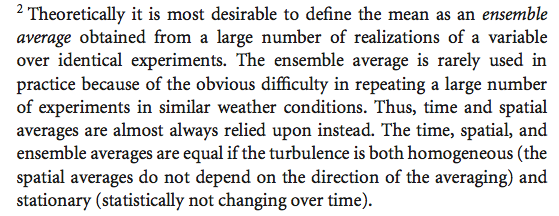 2 Theoretically it is most desirable to define the mean as an ensemble
average obtained from a large number of realizations of a variable
over identical experiments. The ensemble average is rarely used in
practice because of the obvious difficulty in repeating a large number
of experiments in similar weather conditions. Thus, time and spatial
averages are almost always relied upon instead. The time, spatial, and
ensemble averages are equal if the turbulence is both homogeneous (the
spatial averages do not depend on the direction of the averaging) and
stationary (statistically not changing over time).